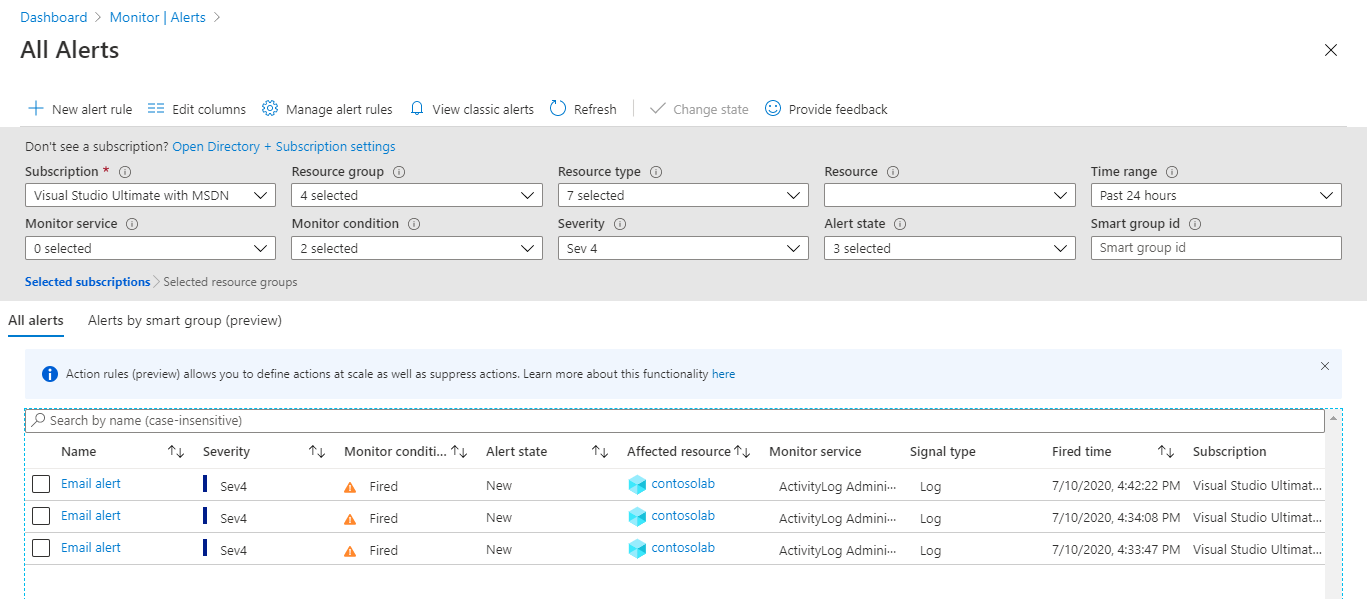 Dashboard > Monitor | Alerts >
All Alerts
New alert rule Edit columns Manage alert rules View classic alerts Refresh Change state Provide feedback
Don't see a subscription? Open Directory + Subscription settings
Subscription * Resource group Resource type Resource Time range
Visual Studio Ultimate with MSDN 4 selected 7 selected Past 24 hours
Monitor service Monitor condition Severity Alert state Smart group id
0 selected 2 selected Sev 4 3 selected Smart group id
Selected subscriptions > Selected resource groups
All alerts Alerts by smart group (preview)
Action rules (preview) allows you to define actions at scale as well as suppress actions. Learn more about this functionality here
Search by name (case-insensitive)
Name Severity Monitor conditi... Alert state Affected resource Monitor service Signal type Fired time Subscription
Email alert Sev4 Fired New contosolab ActivityLog Admini... Log 7/10/2020, 4:42:22 PM Visual Studio Ultimat...
Email alert Sev4 Fired New contosolab ActivityLog Admini... Log 7/10/2020, 4:34:08 PM Visual Studio Ultimat...
Email alert Sev4 Fired New contosolab ActivityLog Admini... Log 7/10/2020, 4:33:47 PM Visual Studio Ultimat...